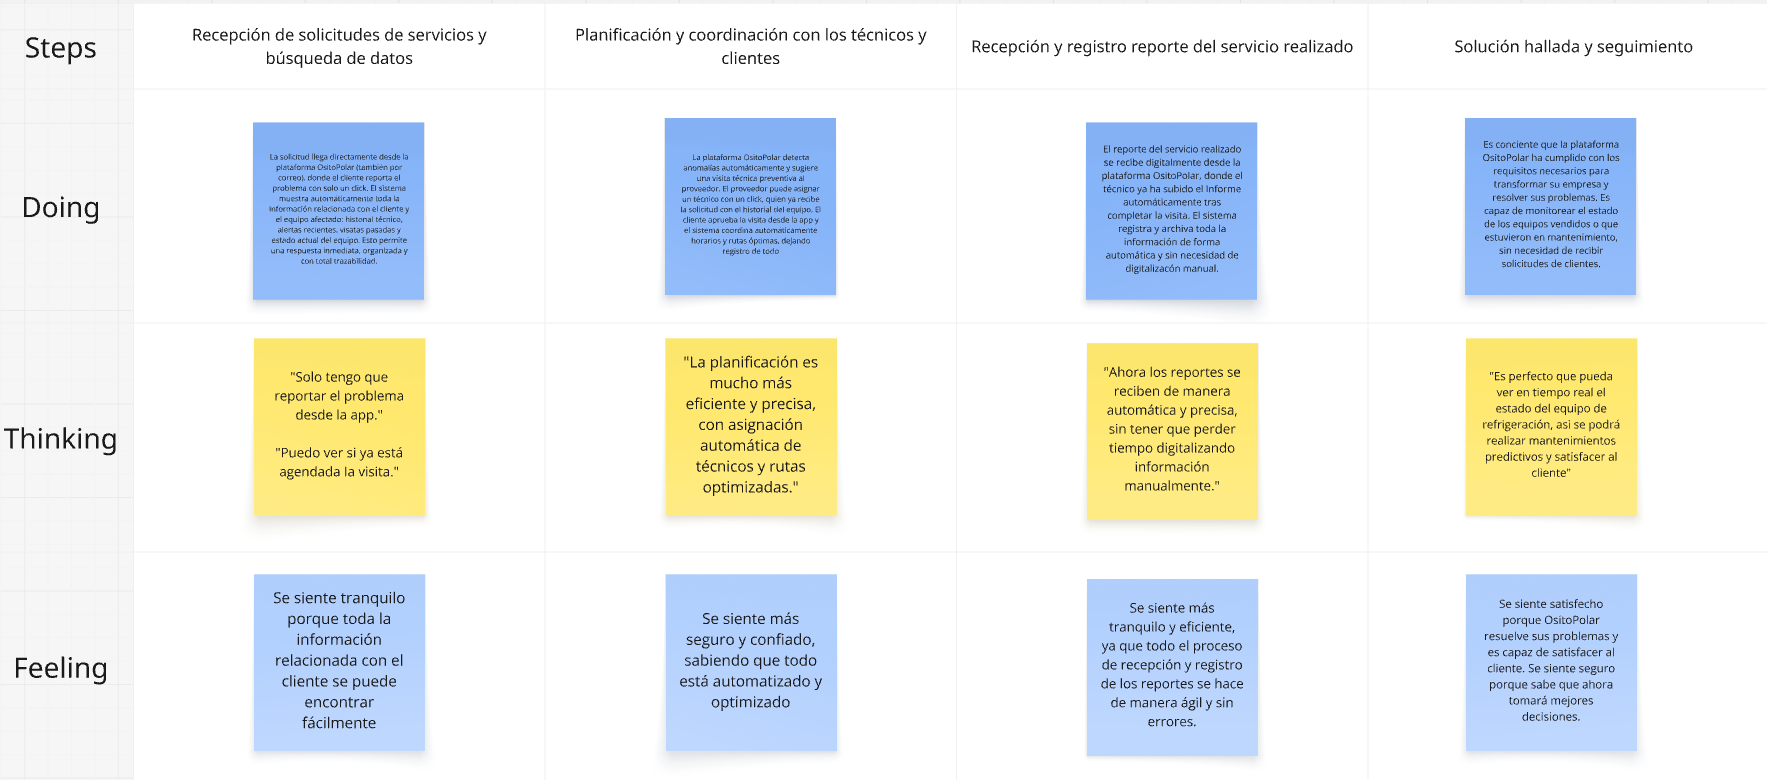 Steps
Recepción de solicitudes de servicios y
búsqueda de datos
Planificación y coordinación con los técnicos y
clientes
Recepción y registro reporte del servicio realizado
Solución hallada y seguimiento
Doing
La solicitud llega directamente desde la
plataforma OsitoPolar (también por
correo), donde el cliente reporta el
problema con solo un click. El sistema
muestra automáticamente toda la
información relacionada con el cliente y
el equipo afectado: historial técnico,
alertas recientes, visitas pasadas y
estado actual del equipo. Esto permite
una respuesta inmediata, organizada y
con total trazabilidad.
La plataforma OsitoPolar detecta
anomalías automáticamente y sugiere
una visita técnica preventiva al
proveedor. El proveedor puede asignar
un técnico con un click, quien ya recibe
la solicitud con el historial del equipo. El
cliente aprueba la visita desde la app y
el sistema coordina automaticamente
horarios y rutas óptimas, dejando
registro de todo
El reporte del servicio realizado
se recibe digitalmente desde la
plataforma OsitoPolar, donde el
técnico ya ha subido el Informe
automáticamente tras
completar la visita. El sistema
registra y archiva toda la
información de forma
automática y sin necesidad de
digitalizacón manual.
Es conciente que la plataforma
OsitoPolar ha cumplido con los
requisitos necesarios para
transformar su empresa y
resolver sus problemas. Es
capaz de monitorear el estado
de los equipos vendidos o que
estuvieron en mantenimiento,
sin necesidad de recibir
solicitudes de clientes.
Thinking
"Solo tengo que
reportar el problema
desde la app."
"Puedo ver si ya está
agendada la visita."
"La planificación es
mucho más
eficiente y precisa,
con asignación
automática de
técnicos y rutas
optimizadas."
"Ahora los reportes se
reciben de manera
automática y precisa,
sin tener que perder
tiempo digitalizando
información
manualmente."
"Es perfecto que pueda
ver en tiempo real el
estado del equipo de
refrigeración, asi se podrá
realizar mantenimientos
predictivos y satisfacer al
cliente"
Feeling
Se siente tranquilo
porque toda la
información
relacionada con el
cliente se puede
encontrar
fácilmente
Se siente más
seguro y confiado,
sabiendo que todo
está automatizado y
optimizado
Se siente más
tranquilo y eficiente,
ya que todo el proceso
de recepción y registro
de los reportes se hace
de manera ágil y sin
errores.
Se siente satisfecho
porque OsitoPolar
resuelve sus problemas y
es capaz de satisfacer al
cliente. Se siente seguro
porque sabe que ahora
tomará mejores
decisiones.